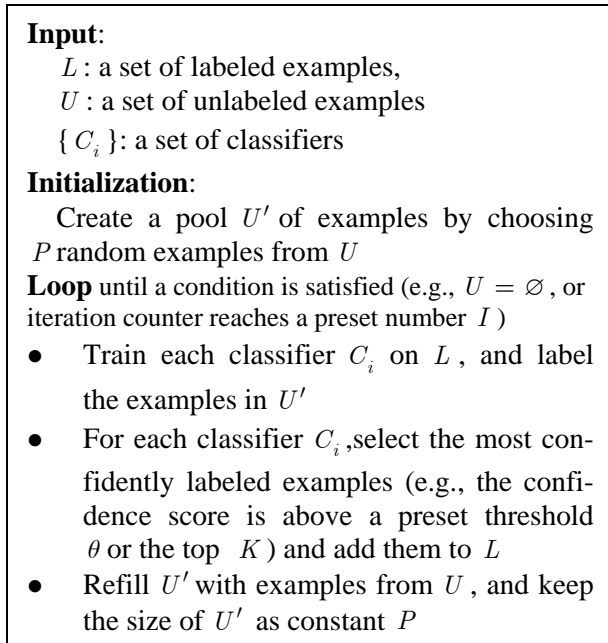 Input:
L : a set of labeled examples,
U : a set of unlabeled examples
{ C_i }: a set of classifiers
Initialization:
Create a pool U′ of examples by choosing
P random examples from U
Loop until a condition is satisfied (e.g., U = ∅, or
iteration counter reaches a preset number I )
● Train each classifier C_i on L , and label
the examples in U′
● For each classifier C_i ,select the most con-
fidently labeled examples (e.g., the confi-
dence score is above a preset threshold
θ or the top K ) and add them to L
● Refill U′ with examples from U , and keep
the size of U′ as constant P